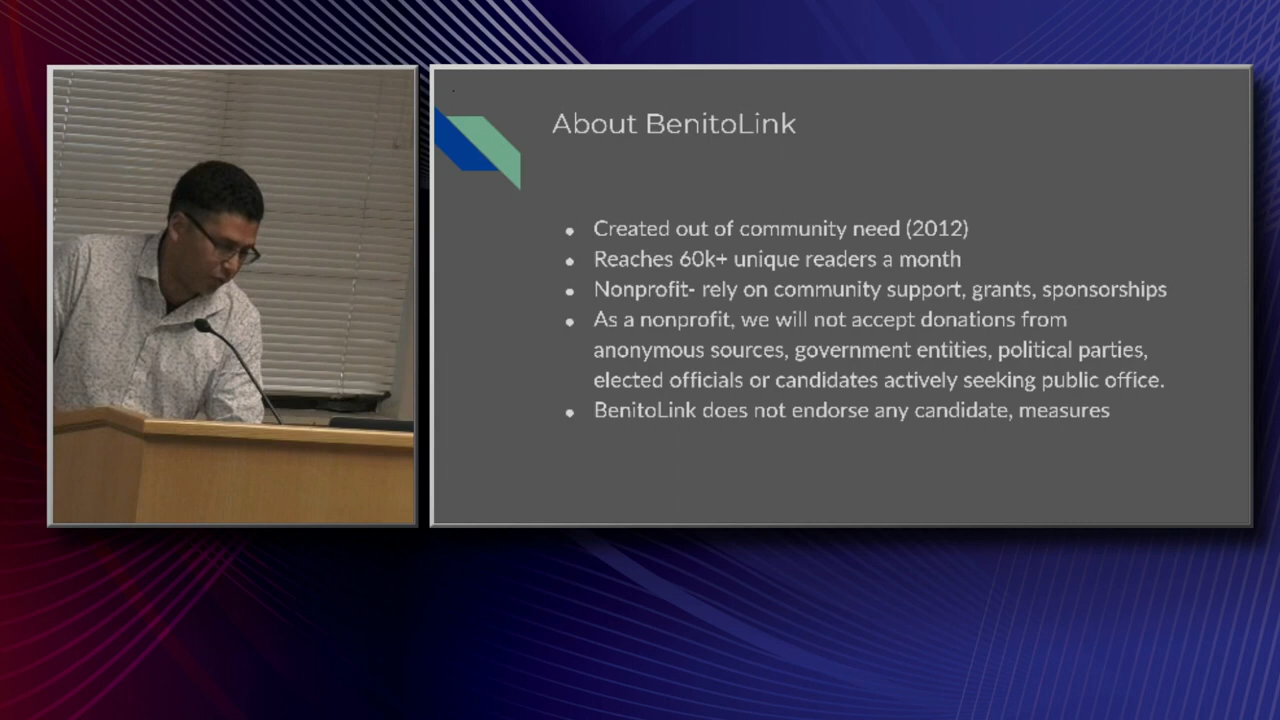 About BenitoLink
● Created out of community need (2012)
● Reaches 60k+ unique readers a month
● Nonprofit- rely on community support, grants, sponsorships
● As a nonprofit, we will not accept donations from
anonymous sources, government entities, political parties,
elected officials or candidates actively seeking public office.
● BenitoLink does not endorse any candidate, measures